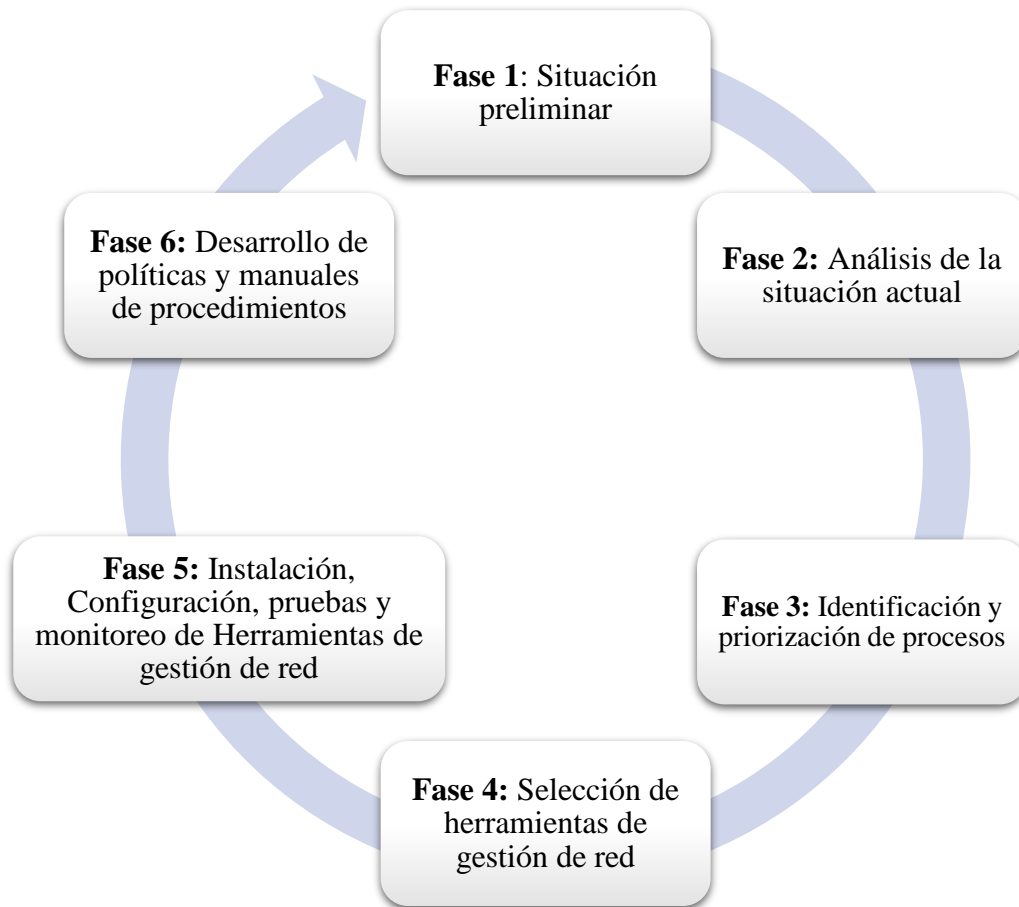 Fase 1: Situación
preliminar
Fase 2: Análisis de la
situación actual
Fase 3: Identificación y
priorización de procesos
Fase 4: Selección de
herramientas de
gestión de red
Fase 5: Instalación,
Configuración, pruebas y
monitoreo de Herramientas de
gestión de red
Fase 6: Desarrollo de
políticas y manuales
de procedimientos